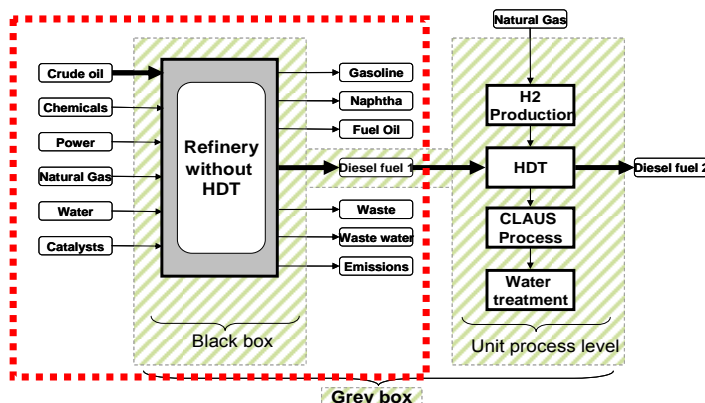 Natural Gas
Crude oil
Chemicals
Power
Natural Gas
Water
Catalysts
Refinery
without
HDT
Gasoline
Naphtha
Fuel Oil
Diesel fuel 1
Waste
Waste water
Emissions
H2
Production
HDT
CLAUS
Process
Water
treatment
Diesel fuel 2
Black box
Unit process level
Grey box